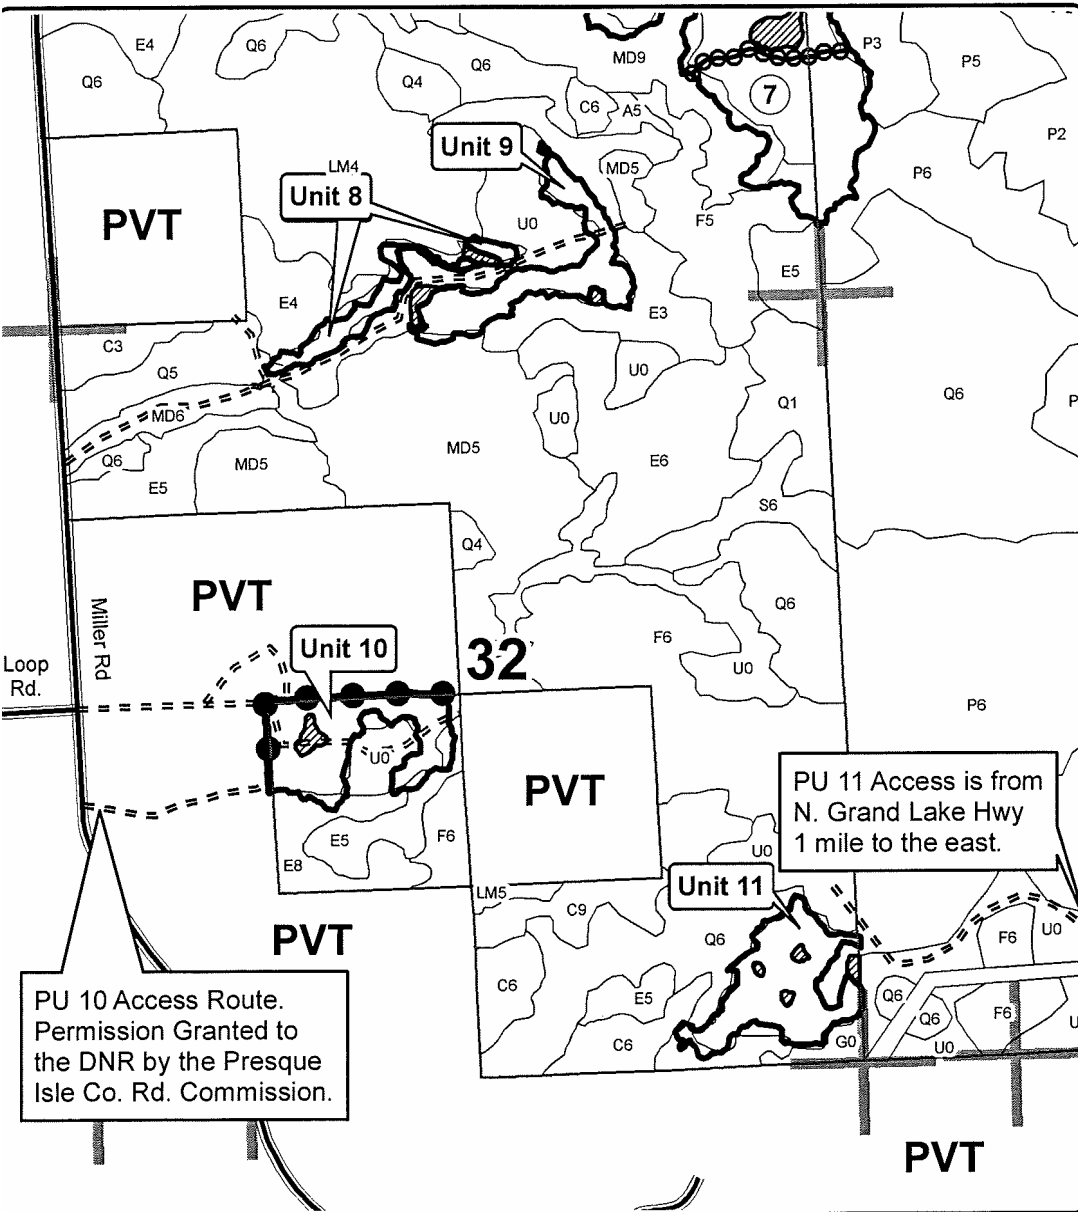 E4
Q6
P3
Q6
MD9
Q6
P5
Q6
Q4
7
C6
A5
P2
Unit 9
LM4
MD5
P6
Unit 8
PVT
U0
F5
E5
E4
E3
C3
Q5
U0
Q6
Q1
P
MD6
U0
Q6
MD5
MD5
E6
E5
S6
Q4
PVT
Miller Rd
Q6
Unit 10
32
F6
Loop
Rd.
U0
P6
U0
PVT
PU 11 Access is from
N. Grand Lake Hwy
1 mile to the east.
E5
F6
U0
E8
Unit 11
LM5
C9
PVT
Q6
F6
U0
C6
E5
Q6
Q6
F6
U
PU 10 Access Route.
Permission Granted to
the DNR by the Presque
Isle Co. Rd. Commission.
C6
G0
U0
PVT